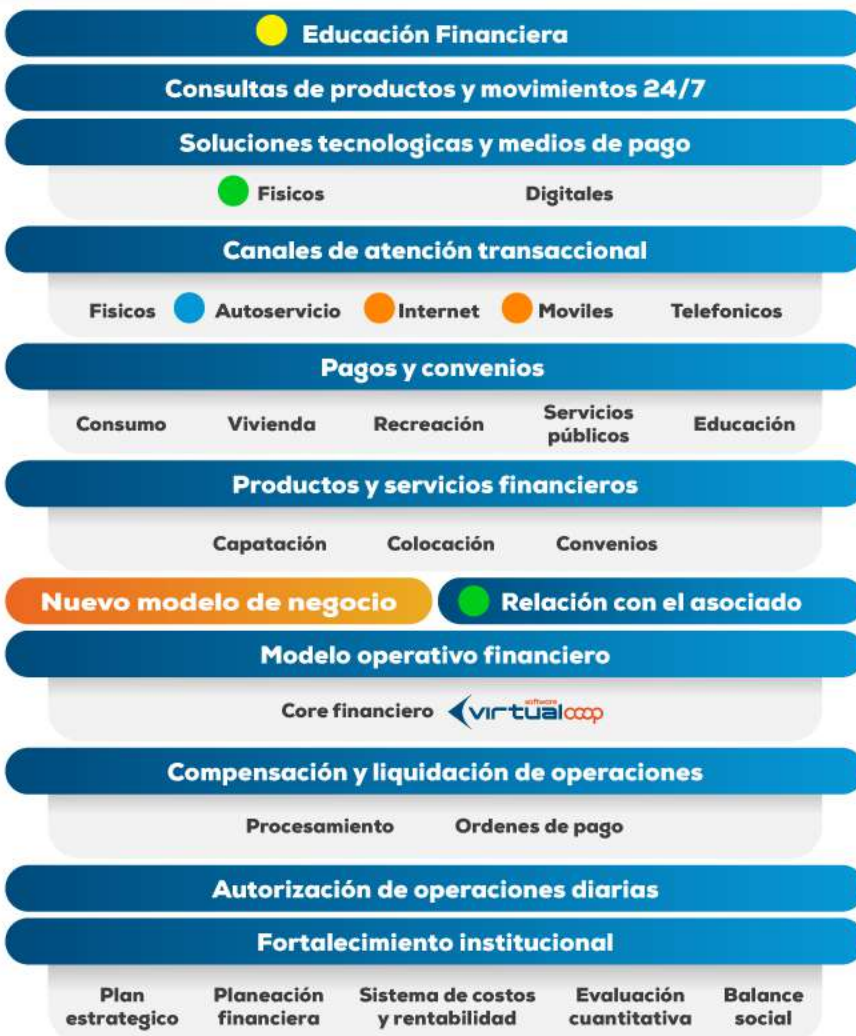 Educación Financiera
Consultas de productos y movimientos 24/7
Soluciones tecnologicas y medios de pago
Fisicos Digitales
Canales de atención transaccional
Fisicos Autoservicio Internet Moviles Telefonicos
Pagos y convenios
Consumo Vivienda Recreación Servicios públicos Educación
Productos y servicios financieros
Capatación Colocación Convenios
Nuevo modelo de negocio Relación con el asociado
Modelo operativo financiero
Core financiero software virtualcoop
Compensación y liquidación de operaciones
Procesamiento Ordenes de pago
Autorización de operaciones diarias
Fortalecimiento institucional
Plan estrategico Planeación financiera Sistema de costos y rentabilidad Evaluación cuantitativa Balance social